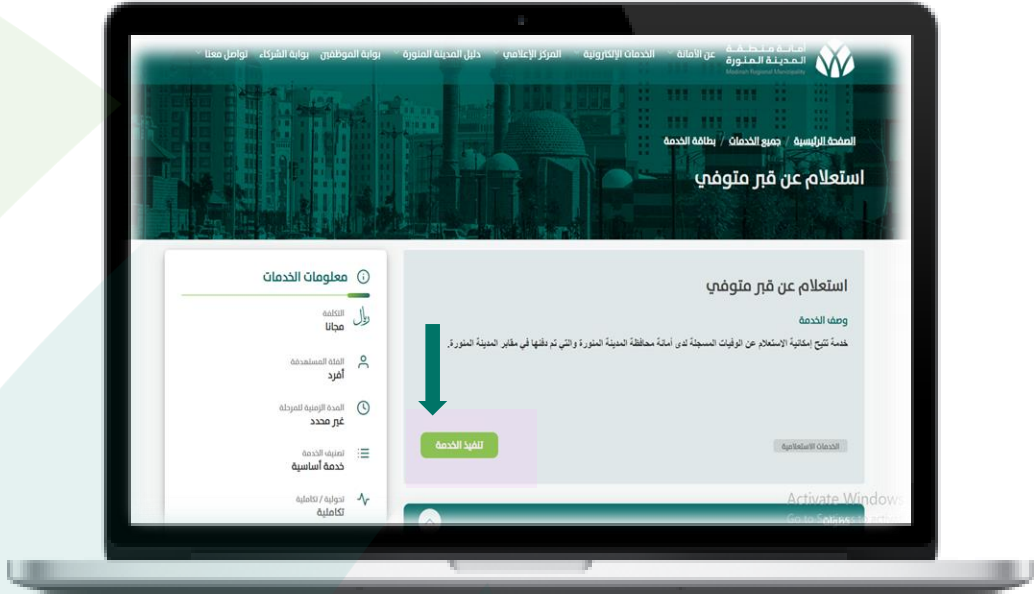 أمانة منطقة
المدينة المنورة
Madinah Regional Municipality
عن الأمانة
الخدمات الإلكترونية
المركز الإعلامي
دليل المدينة المنورة
بوابة الموظفين
بوابة الشركاء
تواصل معنا
الصفحة الرئيسية / جميع الخدمات / بطاقة الخدمة
استعلام عن قبر متوفي
استعلام عن قبر متوفي
وصف الخدمة
خدمة تتيح إمكانية الاستعلام عن الوفيات المسجلة لدى أمانة محافظة المدينة المنورة والتي تم دفنها في مقابر المدينة المنورة.
تنفيذ الخدمة
الخدمات الاستعلامية
معلومات الخدمات
التكلفة
مجانا
الفئة المستهدفة
أفرد
المدة الزمنية للمرحلة
غير محدد
تصنيف الخدمة
خدمة أساسية
تحولية / تكاملية
تكاملية
Activate Windows
Go to